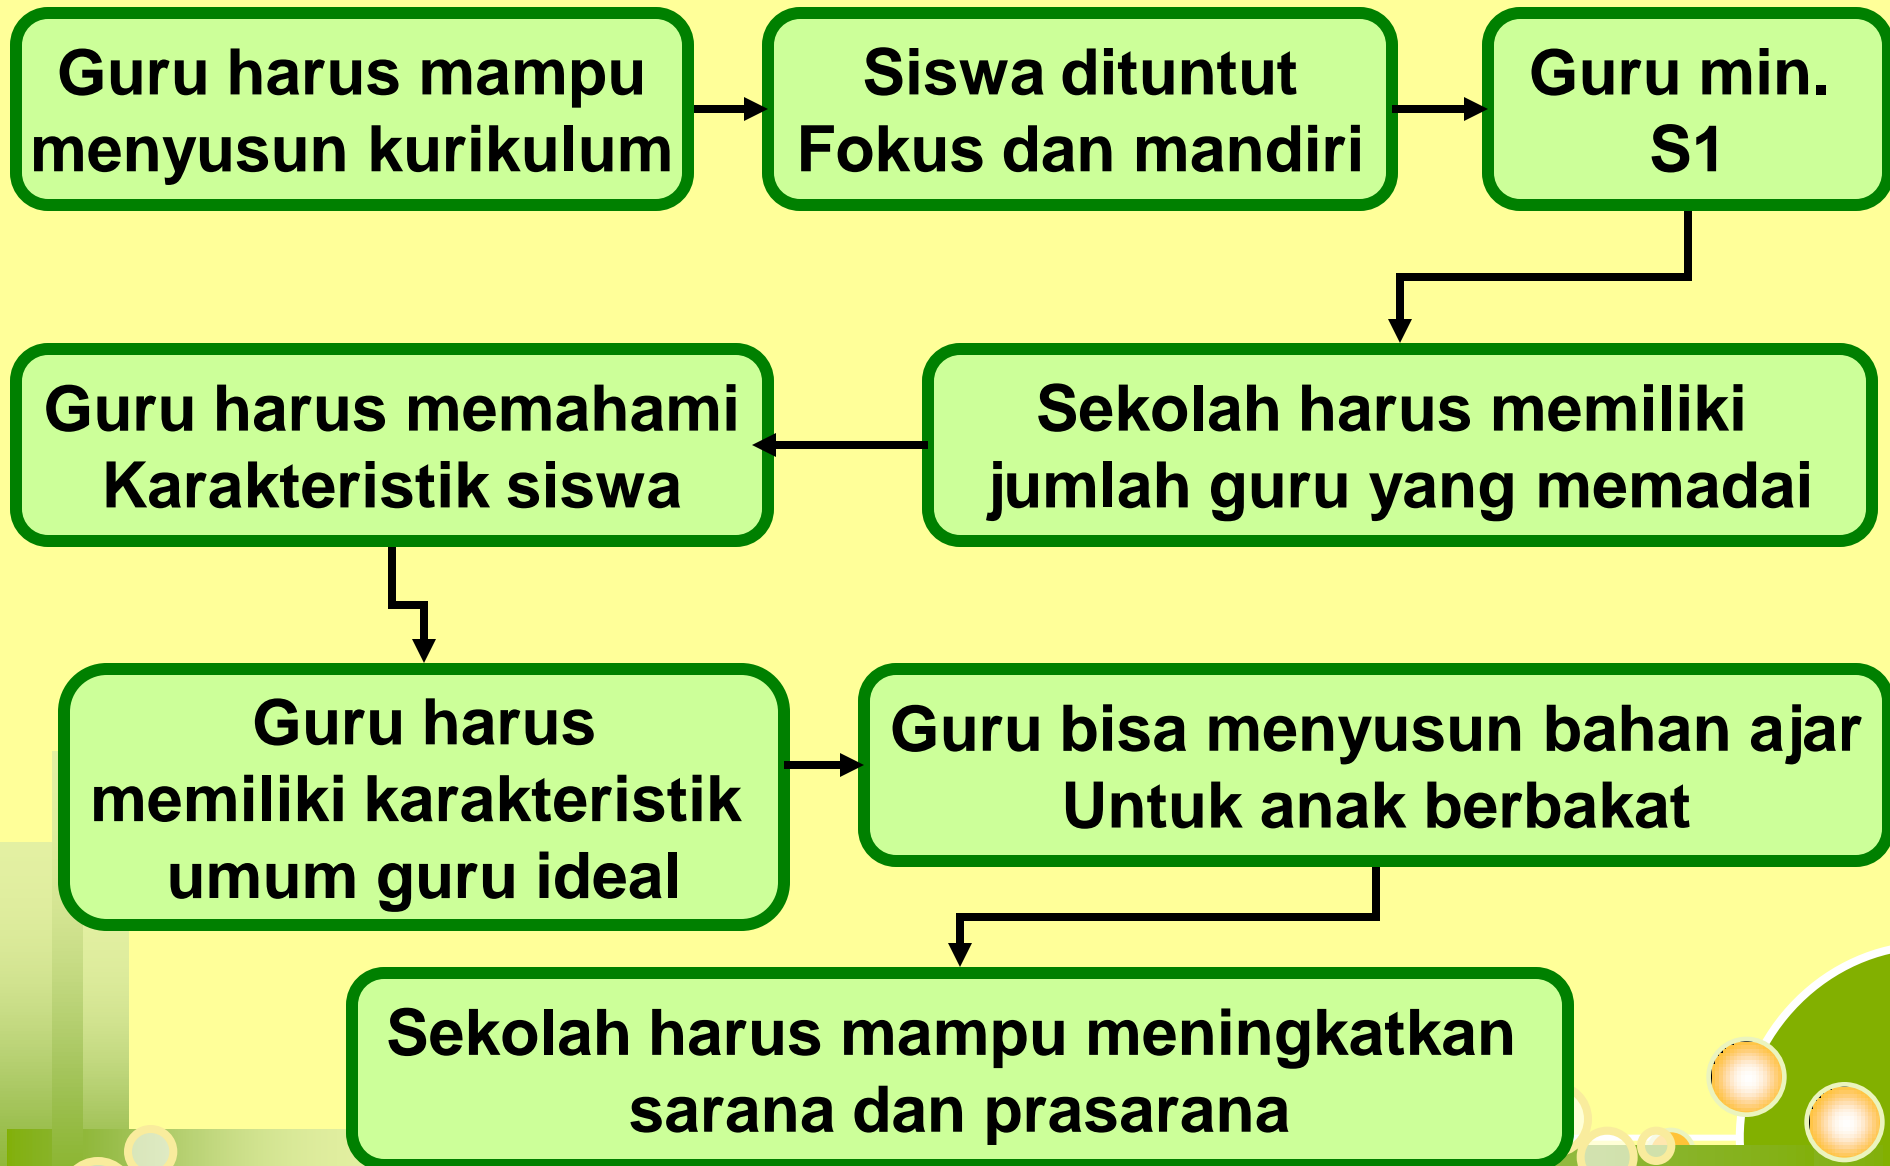 Guru harus mampu
menyusun kurikulum
Siswa dituntut
Fokus dan mandiri
Guru min.
S1
Sekolah harus memiliki
jumlah guru yang memadai
Guru harus memahami
Karakteristik siswa
Guru harus
memiliki karakteristik
umum guru ideal
Guru bisa menyusun bahan ajar
Untuk anak berbakat
Sekolah harus mampu meningkatkan
sarana dan prasarana